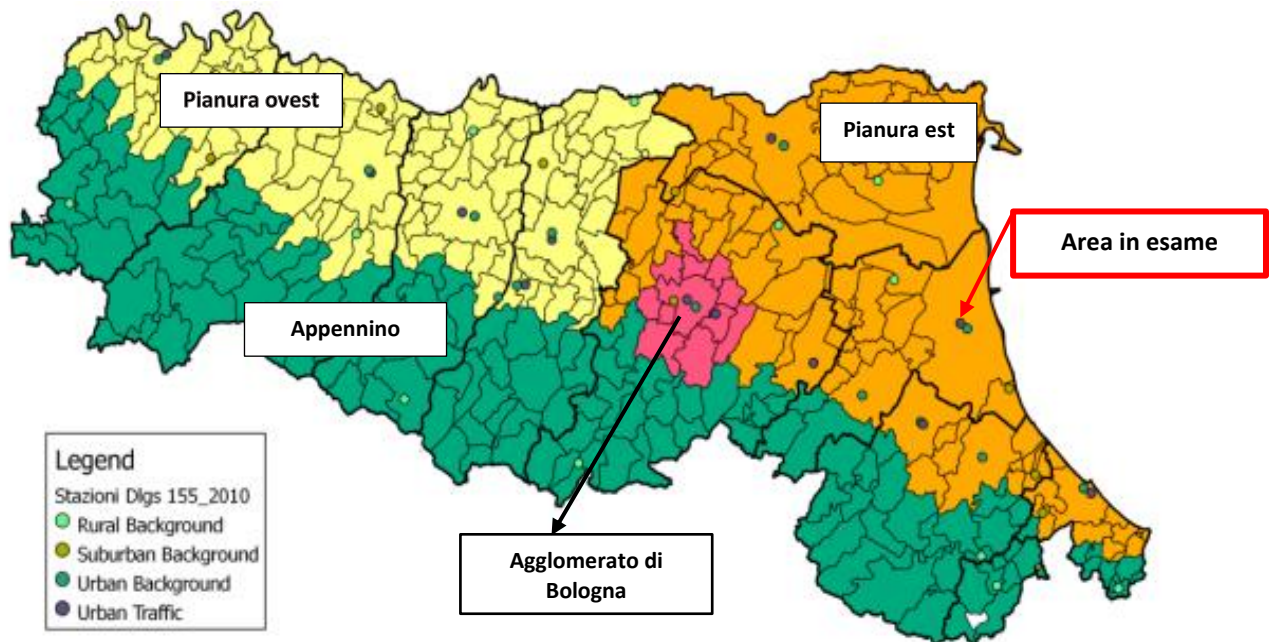 Pianura ovest
Pianura est
Area in esame
Appennino
Agglomerato di
Bologna
Legend
Stazioni Dlgs 155_2010
Rural Background
Suburban Background
Urban Background
Urban Traffic